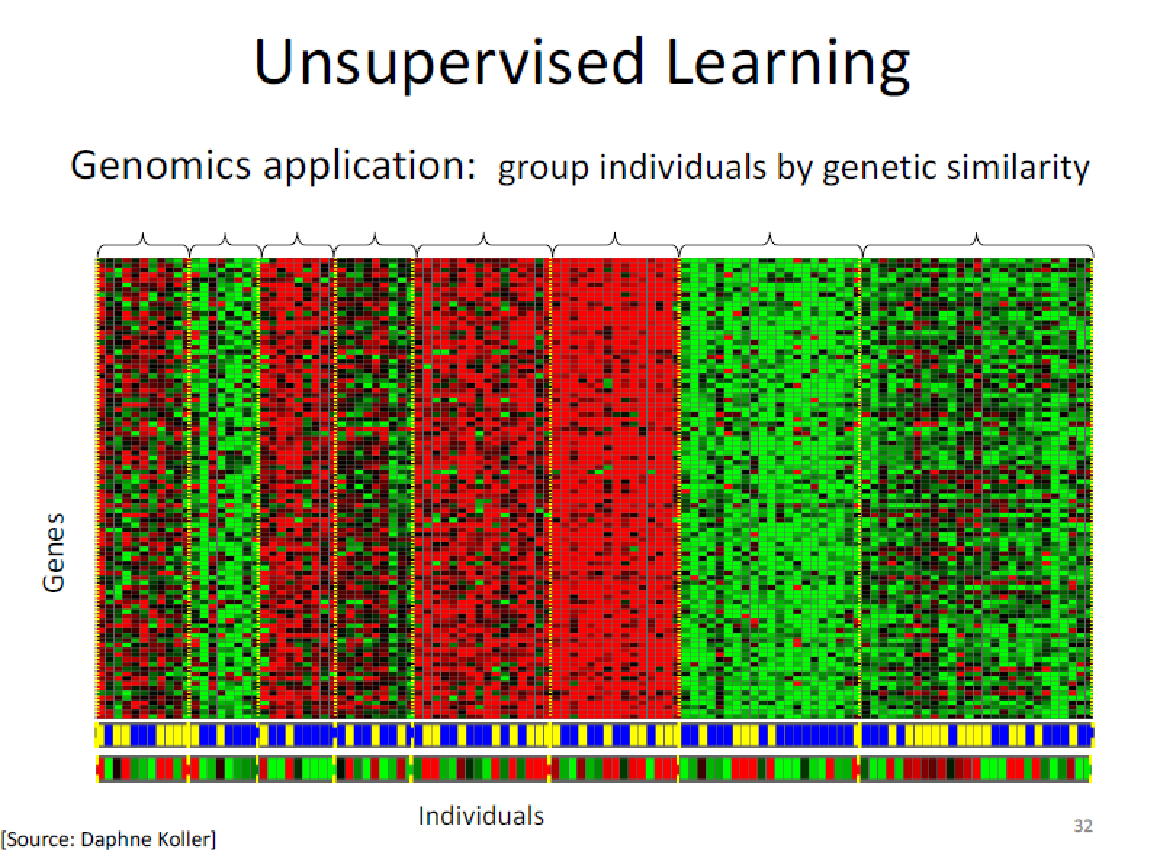 Unsupervised Learning
Genomics application: group individuals by genetic similarity
Genes
Individuals
[Source: Daphne Koller]
32